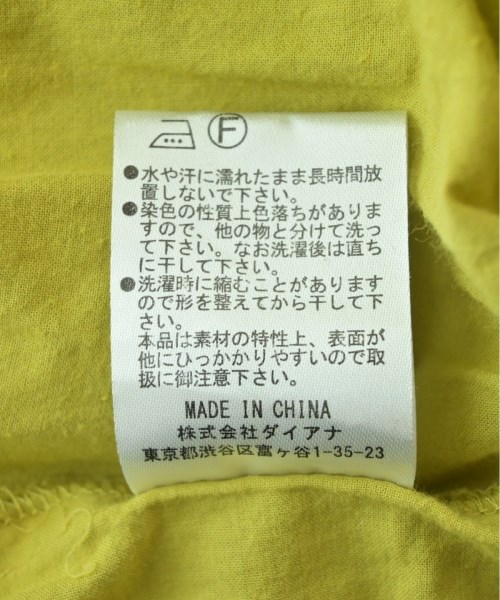 F
●水や汗に濡れたまま長時間放
置しないで下さい。
●染色の性質上色落ちがありま
すので、他の物と分けて洗っ
て下さい。なお洗濯後は直ち
に干して下さい。
●洗濯時に縮むことがあります
ので形を整えてから干して下
さい。
本品は素材の特性上、表面が
他にひっかかりやすいので取
扱に御注意下さい。
MADE IN CHINA
株式会社ダイアナ
東京都渋谷区富ヶ谷1-35-23